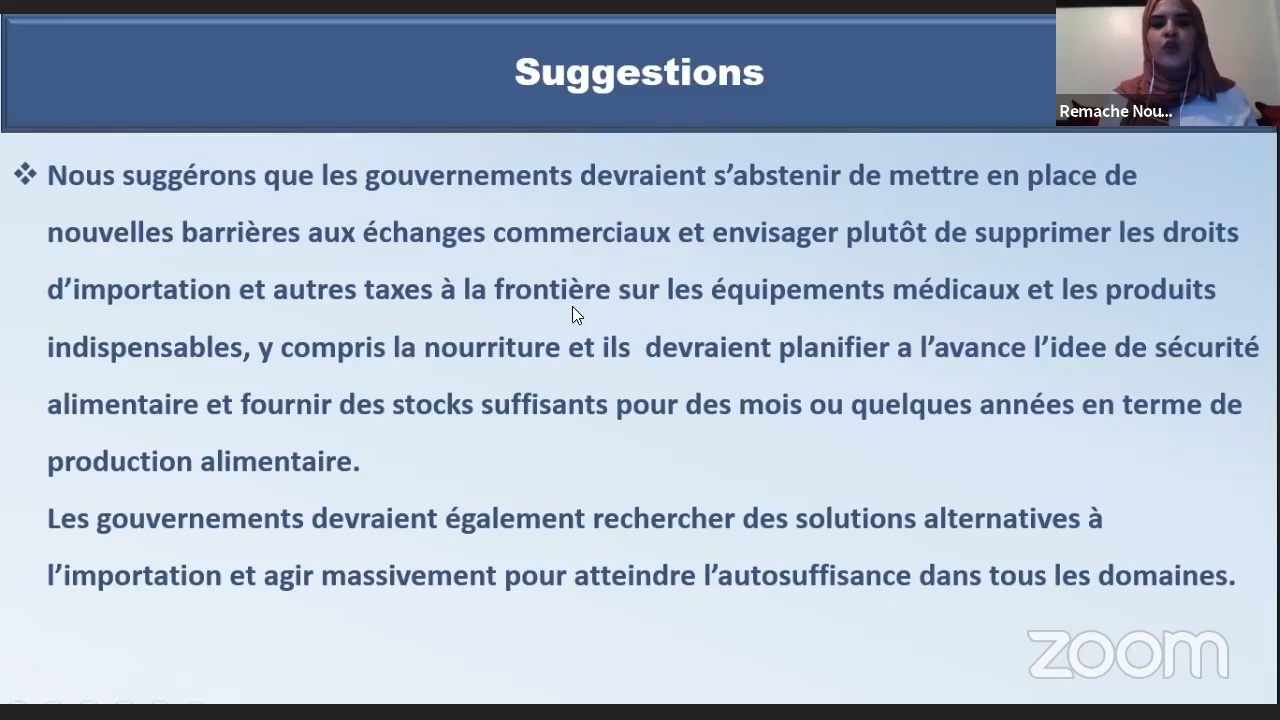 Suggestions
Remache Nou...
❖ Nous suggérons que les gouvernements devraient s’abstenir de mettre en place de
nouvelles barrières aux échanges commerciaux et envisager plutôt de supprimer les droits
d’importation et autres taxes à la frontière sur les équipements médicaux et les produits
indispensables, y compris la nourriture et ils  devraient planifier a l’avance l’idee de sécurité
alimentaire et fournir des stocks suffisants pour des mois ou quelques années en terme de
production alimentaire.
Les gouvernements devraient également rechercher des solutions alternatives à
l’importation et agir massivement pour atteindre l’autosuffisance dans tous les domaines.
zoom